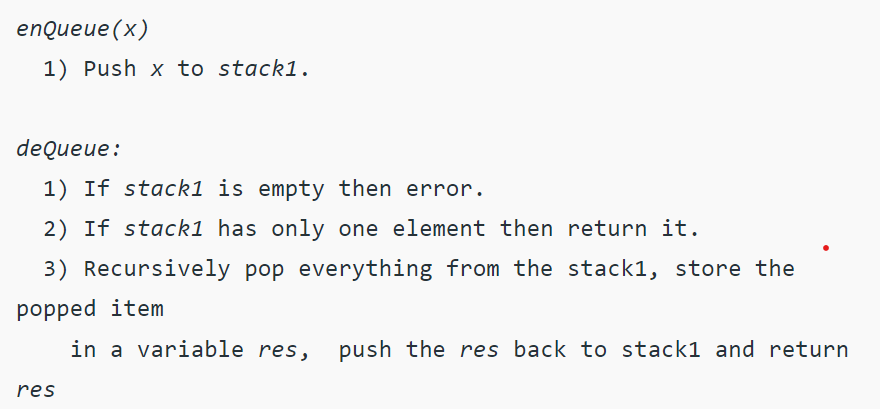 enQueue(x)
1) Push x to stack1.
deQueue:
1) If stack1 is empty then error.
2) If stack1 has only one element then return it.
3) Recursively pop everything from the stack1, store the
popped item
in a variable res, push the res back to stack1 and return
res